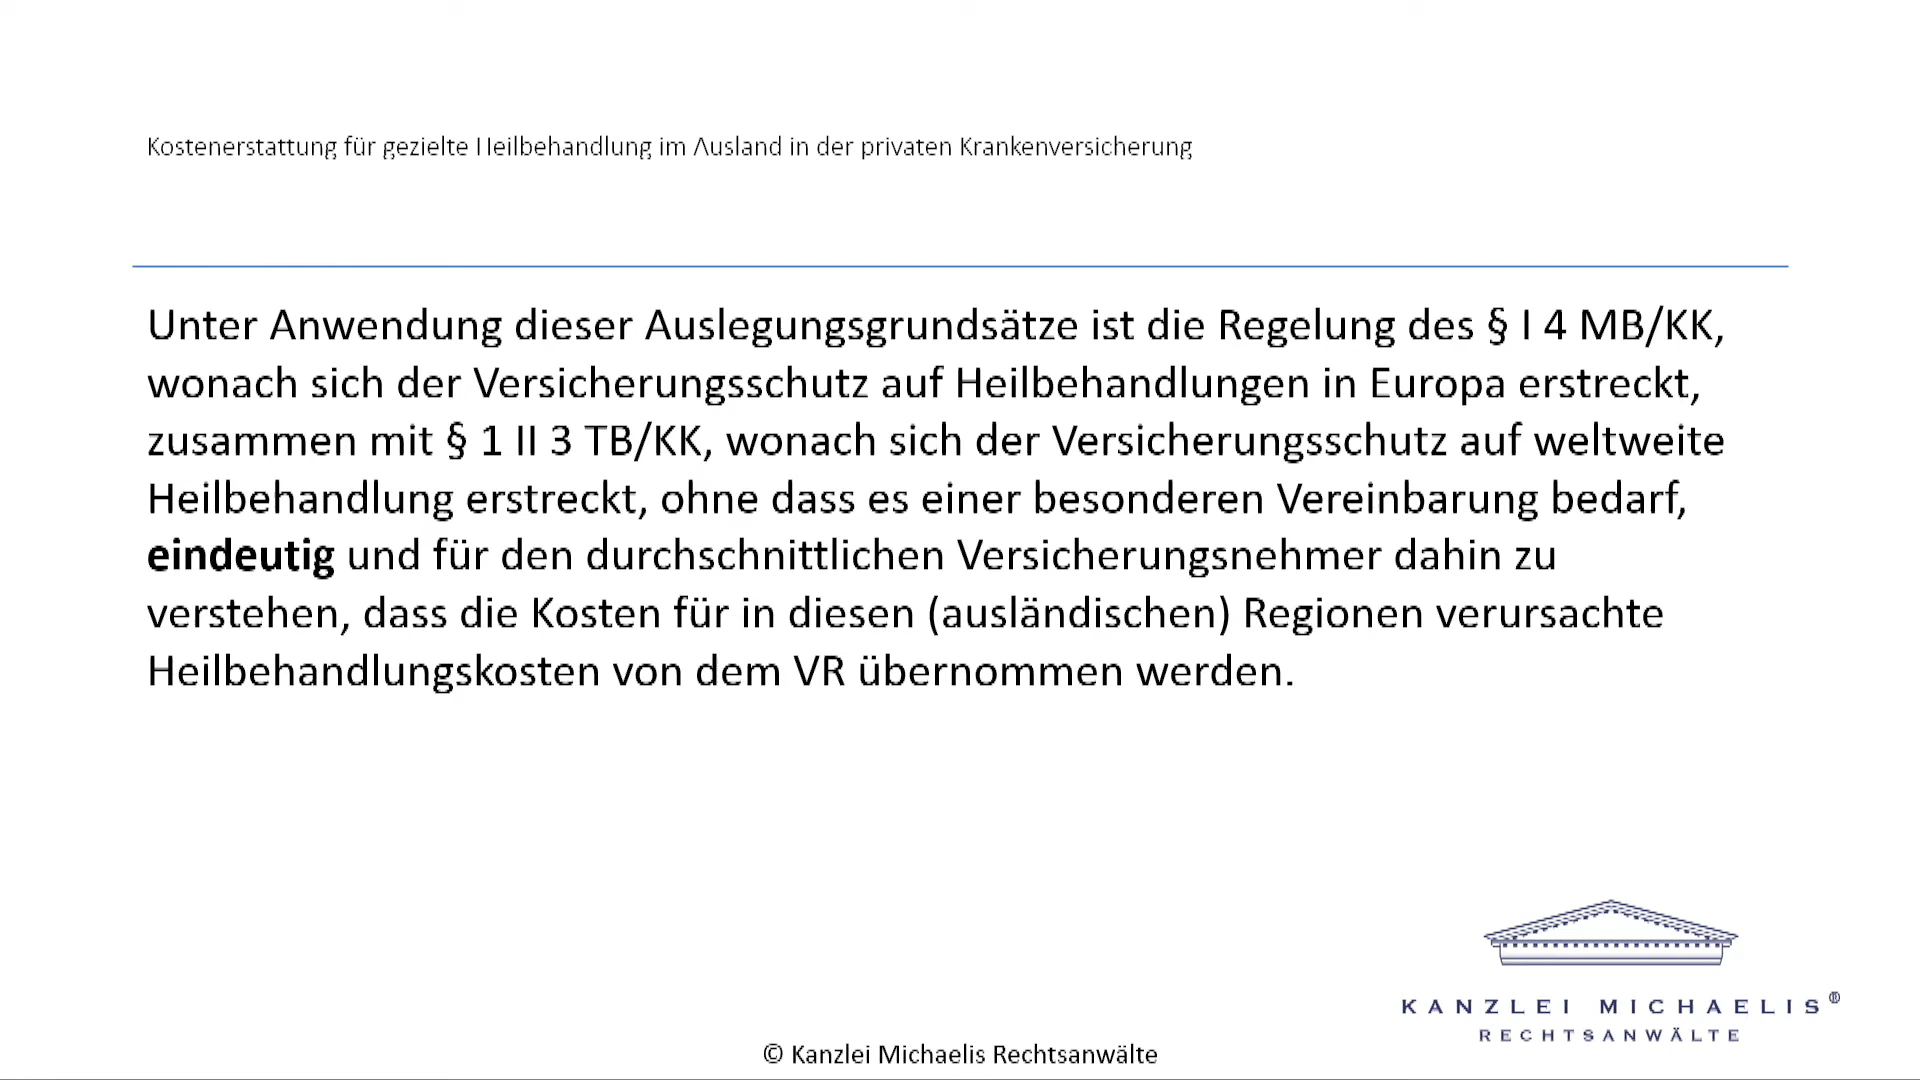 Kostenerstattung für gezielte Heilbehandlung im Ausland in der privaten Krankenversicherung
Unter Anwendung dieser Auslegungsgrundsätze ist die Regelung des § I 4 MB/KK,
wonach sich der Versicherungsschutz auf Heilbehandlungen in Europa erstreckt,
zusammen mit § 1 II 3 TB/KK, wonach sich der Versicherungsschutz auf weltweite
Heilbehandlung erstreckt, ohne dass es einer besonderen Vereinbarung bedarf,
eindeutig und für den durchschnittlichen Versicherungsnehmer dahin zu
verstehen, dass die Kosten für in diesen (ausländischen) Regionen verursachte
Heilbehandlungskosten von dem VR übernommen werden.
KANZLEI MICHAELIS®
RECHTSANWÄLTE
© Kanzlei Michaelis Rechtsanwälte